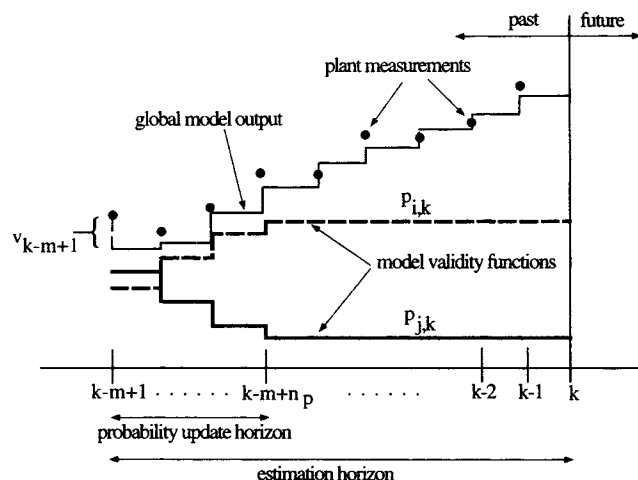 past future
plant measurements
global model output
v_{k-m+1}
p_{i,k}
model validity functions
p_{j,k}
k-m+1 . . . . . . k-m+n_p . . . . . . k-2 k-1 k
probability update horizon
estimation horizon